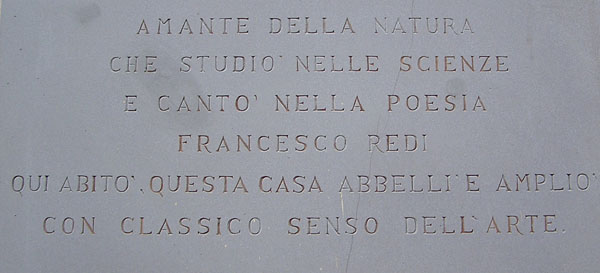 AMANTE DELLA NATURA
CHE STUDIO' NELLE SCIENZE
E CANTO' NELLA POESIA
FRANCESCO REDI
QUI ABITO', QUESTA CASA ABBELLI' E AMPLIO'
CON CLASSICO SENSO DELL'ARTE.